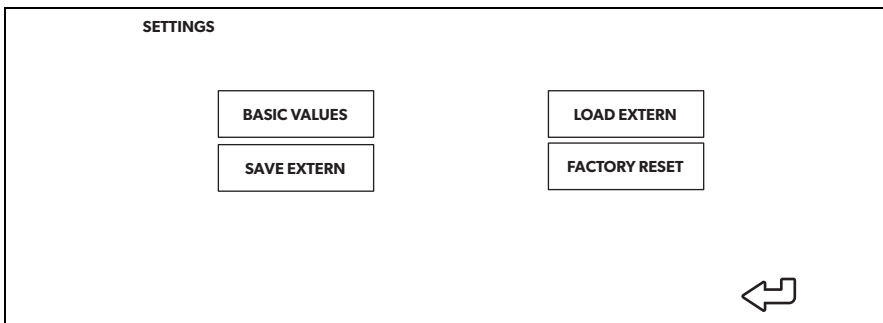 SETTINGS
BASIC VALUES
LOAD EXTERN
SAVE EXTERN
FACTORY RESET